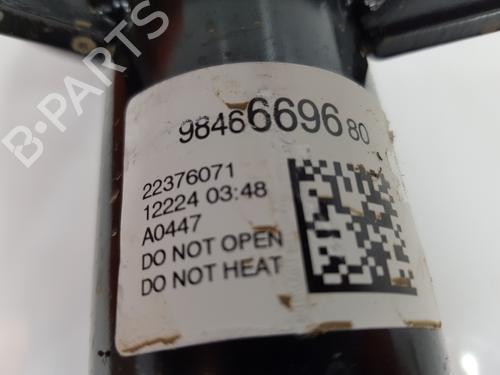 B-PARTS
9846669680
22376071
12224 03:48
A0447
DO NOT OPEN
DO NOT HEAT